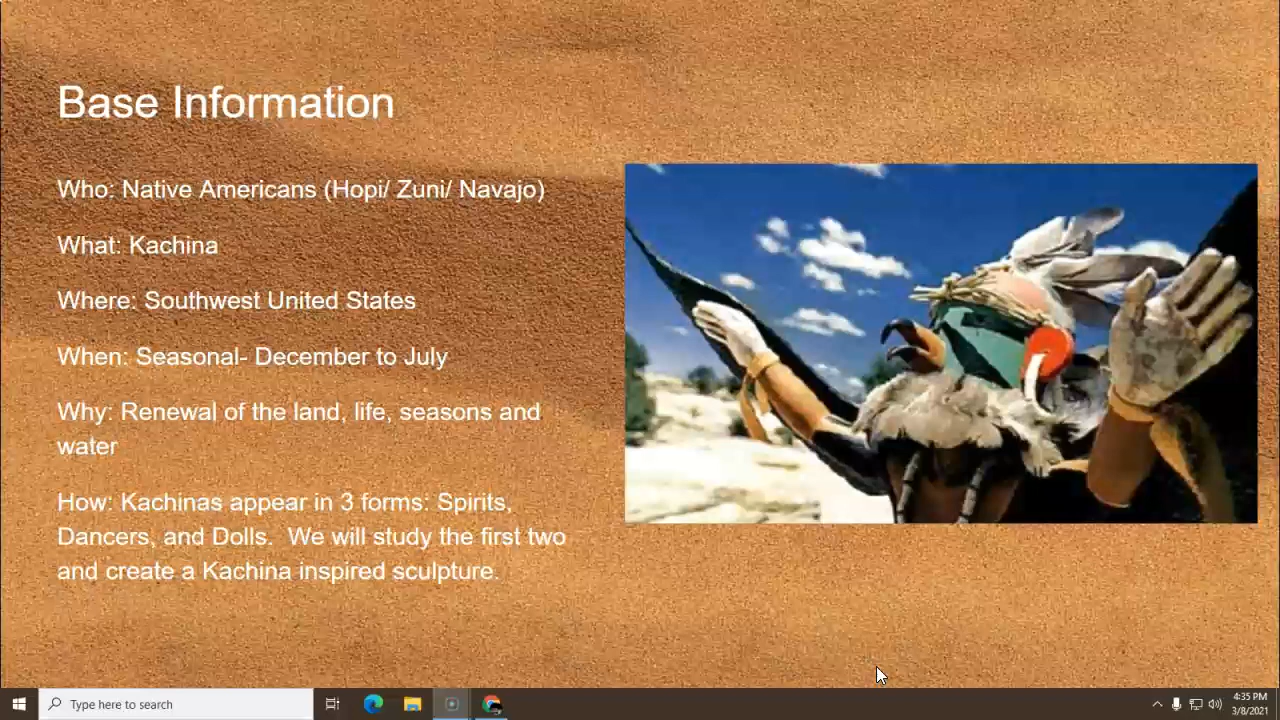 Base Information
Who: Native Americans (Hopi/ Zuni/ Navajo)
What: Kachina
Where: Southwest United States
When: Seasonal- December to July
Why: Renewal of the land, life, seasons and
water
How: Kachinas appear in 3 forms: Spirits,
Dancers, and Dolls.  We will study the first two
and create a Kachina inspired sculpture.
Type here to search
4:35 PM
3/8/2021